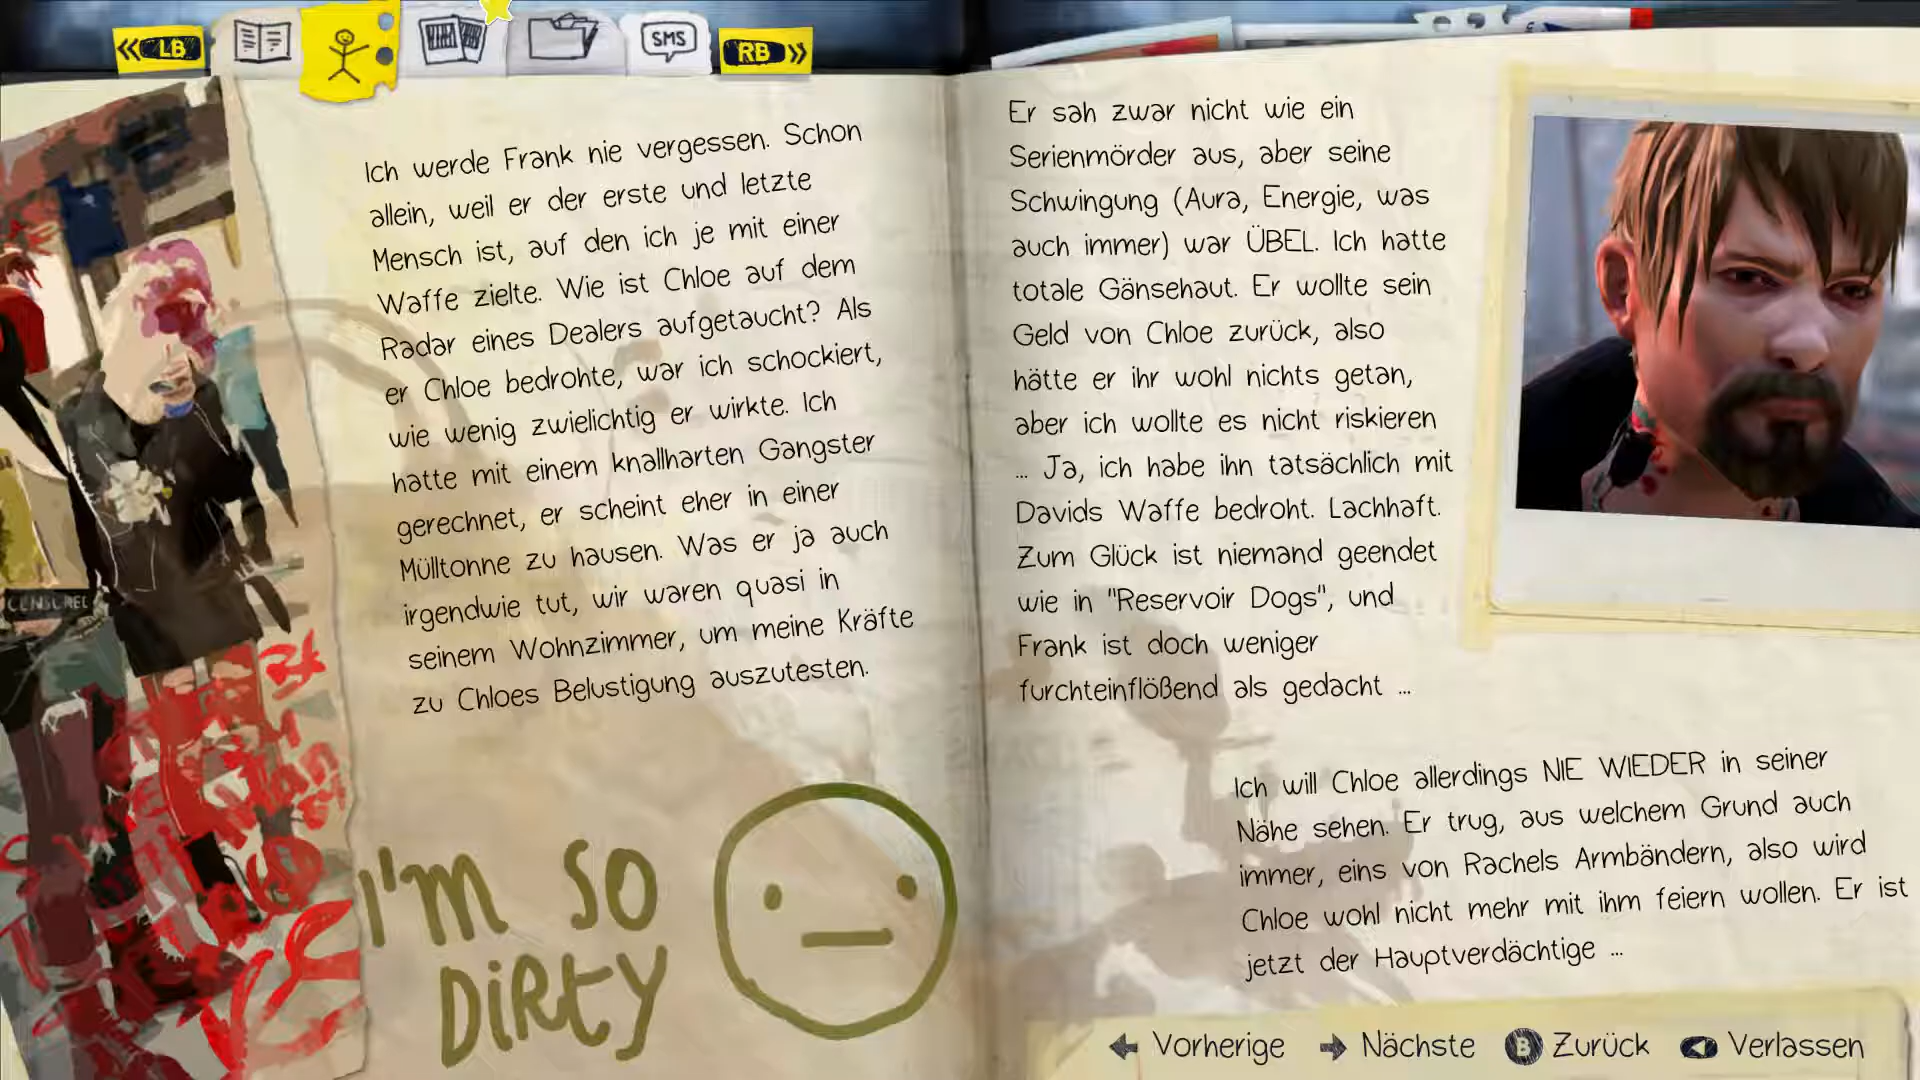 LB
SMS
RB
Ich werde Frank nie vergessen. Schon
allein, weil er der erste und letzte
Mensch ist, auf den ich je mit einer
Waffe zielte. Wie ist Chloe auf dem
Radar eines Dealers aufgetaucht? Als
er Chloe bedrohte, war ich schockiert,
wie wenig zwielichtig er wirkte. Ich
hatte mit einem knallharten Gangster
gerechnet, er scheint eher in einer
Mülltonne zu hausen. Was er ja auch
irgendwie tut, wir waren quasi in
seinem Wohnzimmer, um meine Kräfte
zu Chloes Belustigung auszutesten.
I'm SO
DiRty
Er sah zwar nicht wie ein
Serienmörder aus, aber seine
Schwingung (Aura, Energie, was
auch immer) war ÜBEL. Ich hatte
totale Gänsehaut. Er wollte sein
Geld von Chloe zurück, also
hätte er ihr wohl nichts getan,
aber ich wollte es nicht riskieren
... Ja, ich habe ihn tatsächlich mit
Davids Waffe bedroht. Lachhaft.
Zum Glück ist niemand geendet
wie in "Reservoir Dogs", und
Frank ist doch weniger
furchteinflößend als gedacht ...
Ich will Chloe allerdings NIE WIEDER in seiner
Nähe sehen. Er trug, aus welchem Grund auch
immer, eins von Rachels Armbändern, also wird
Chloe wohl nicht mehr mit ihm feiern wollen. Er ist
jetzt der Hauptverdächtige ...
Vorherige
Nächste
B Zurück
Verlassen